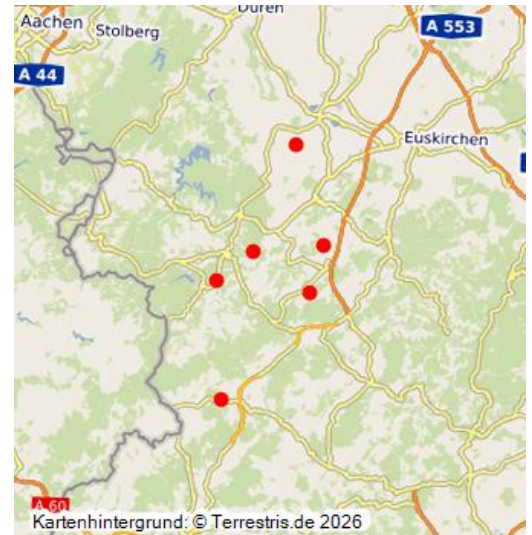 Düren
Aachen
A 553
Stolberg
A 44
Euskirchen
A 60
Kartenhintergrund: © Terrestris.de 2026